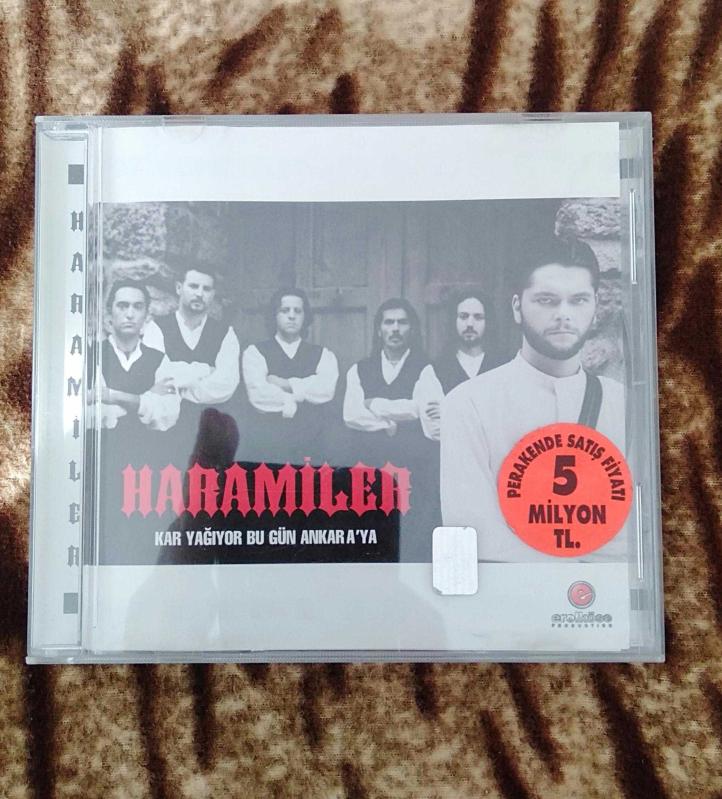 HARAMİLER
HARAMİLER
KAR YAĞIYOR BU GÜN ANKARA'YA
PERAKENDE SATIŞ FİYATI
5
MİLYON
TL.
e
erolköse
PRODUCTION